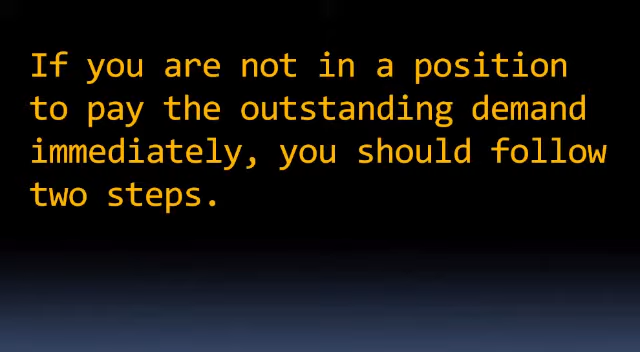 If you are not in a position
to pay the outstanding demand
immediately, you should follow
two steps.